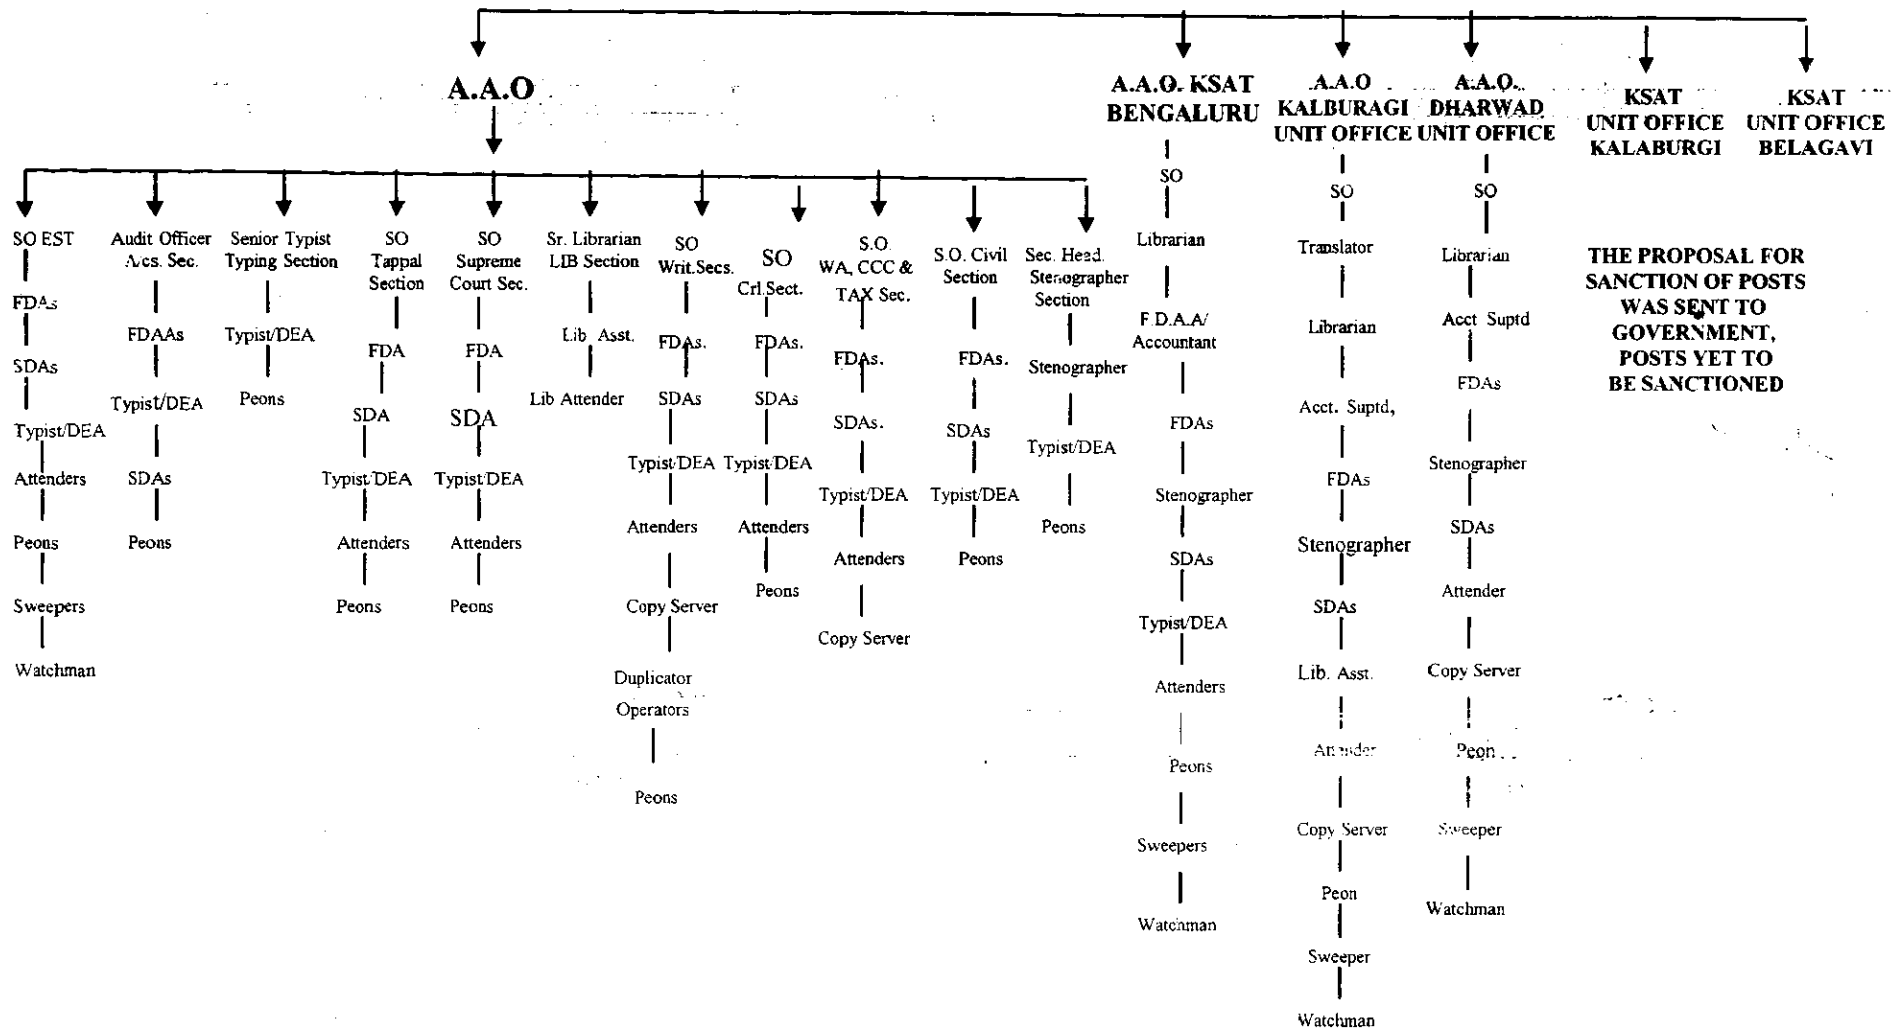 A.A.O
A.A.O. KSAT
BENGALURU
A.A.O
KALBURAGI
UNIT OFFICE
A.A.O.
DHARWAD
UNIT OFFICE
KSAT
UNIT OFFICE
KALABURGI
KSAT
UNIT OFFICE
BELAGAVI
SO EST
FDAs
SDAs
Typist/DEA
Attenders
Peons
Sweepers
Watchman
Audit Officer
A/cs. Sec.
FDAAs
Typist/DEA
SDAs
Peons
Senior Typist
Typing Section
Typist/DEA
Peons
SO
Tappal
Section
FDA
SDA
Typist/DEA
Attenders
Peons
SO
Supreme
Court Sec.
FDA
SDA
Typist/DEA
Attenders
Peons
Sr. Librarian
LIB Section
Lib. Asst.
Lib Attender
SO
Writ.Secs.
FDAs.
SDAs
Typist/DEA
Attenders
Copy Server
Duplicator
Operators
Peons
SO
Crl.Sect.
FDAs.
SDAs
Typist/DEA
Attenders
Peons
S.O.
WA, CCC &
TAX Sec.
FDAs.
SDAs.
Typist/DEA
Attenders
Copy Server
S.O. Civil
Section
FDAs.
SDAs
Typist/DEA
Peons
Sec. Head.
Stenographer
Section
Stenographer
Typist/DEA
Peons
SO
Librarian
F.D.A.A/
Accountant
FDAs
Stenographer
SDAs
Typist/DEA
Attenders
Peons
Sweepers
Watchman
SO
Translator
Librarian
Acct. Suptd,
FDAs
Stenographer
SDAs
Lib. Asst.
Attender
Copy Server
Peon
Sweeper
Watchman
SO
Librarian
Acct Suptd
FDAs
Stenographer
SDAs
Attender
Copy Server
Peon
Sweeper
Watchman
THE PROPOSAL FOR
SANCTION OF POSTS
WAS SENT TO
GOVERNMENT,
POSTS YET TO
BE SANCTIONED